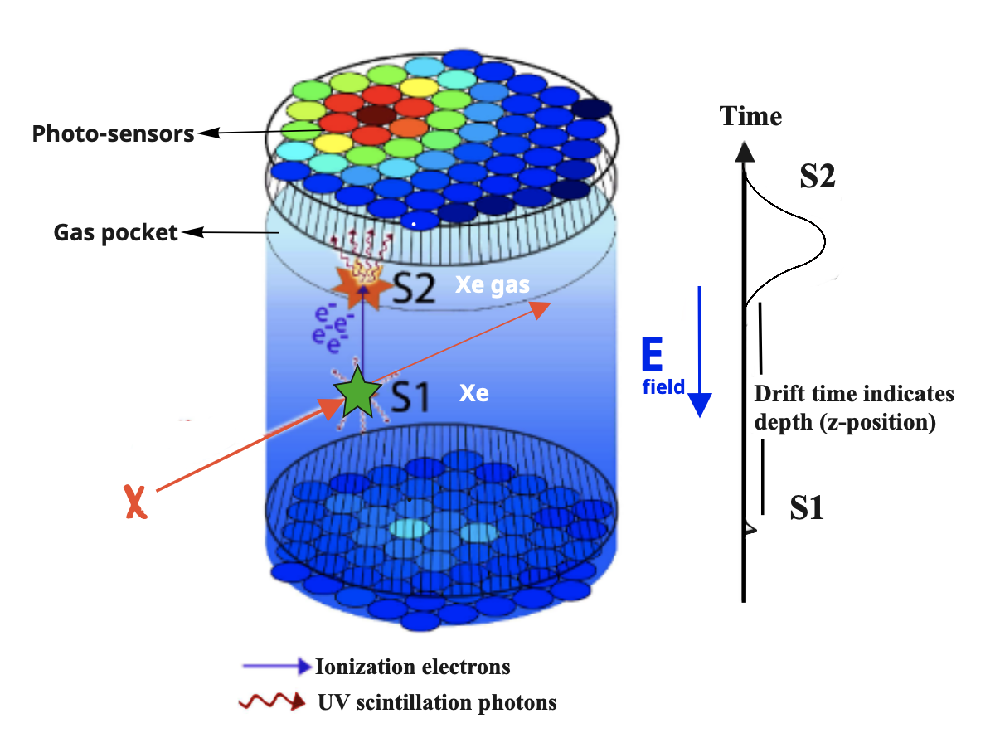 Time
Photo-sensors
S2
Gas pocket
S2
Xe gas
e-
e-
e-
e-
E
field
S1
Xe
Drift time indicates
depth (z-position)
χ
S1
Ionization electrons
UV scintillation photons